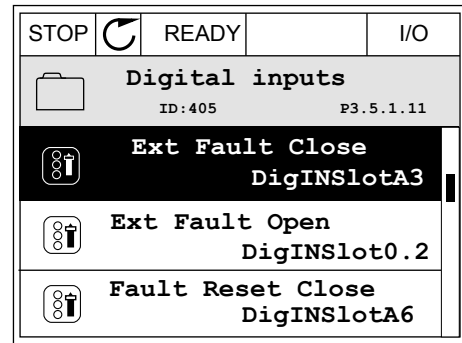 STOP READY I/O
Digital inputs
ID:405 P3.5.1.11
Ext Fault Close
DigINSlotA3
Ext Fault Open
DigINSlot0.2
Fault Reset Close
DigINSlotA6